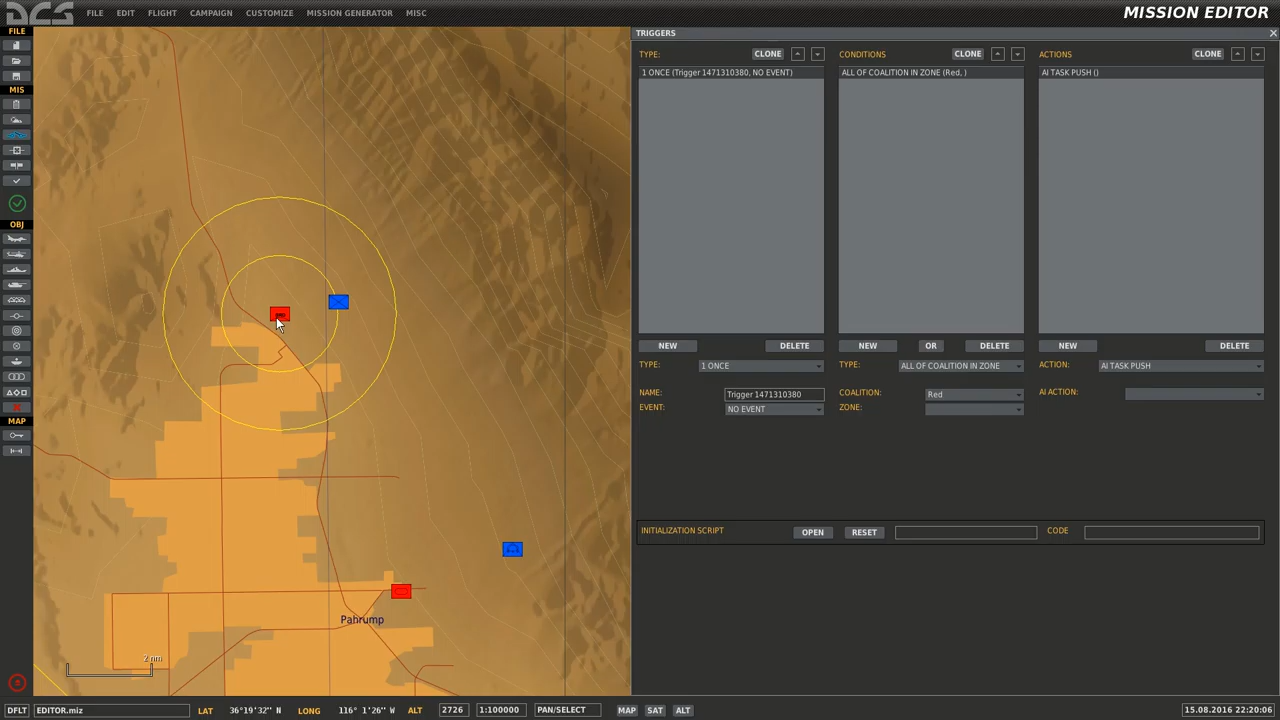 DCS FILE EDIT FLIGHT CAMPAIGN CUSTOMIZE MISSION GENERATOR MISC MISSION EDITOR
FILE
MIS
OBJ
MAP
TRIGGERS
TYPE: CLONE CONDITIONS CLONE ACTIONS CLONE
1 ONCE (Trigger 1471310380, NO EVENT) ALL OF COALITION IN ZONE (Red, ) AI TASK PUSH ()
NEW DELETE NEW OR DELETE NEW DELETE
TYPE: 1 ONCE TYPE: ALL OF COALITION IN ZONE ACTION: AI TASK PUSH
NAME: Trigger 1471310380 COALITION: Red AI ACTION:
EVENT: NO EVENT ZONE:
INITIALIZATION SCRIPT OPEN RESET CODE
Pahrump
2 nm
DFLT EDITOR.miz LAT 36°19'32'' N LONG 116° 1'26'' W ALT 2726 1:100000 PAN/SELECT MAP SAT ALT 15.08.2016 22:20:06